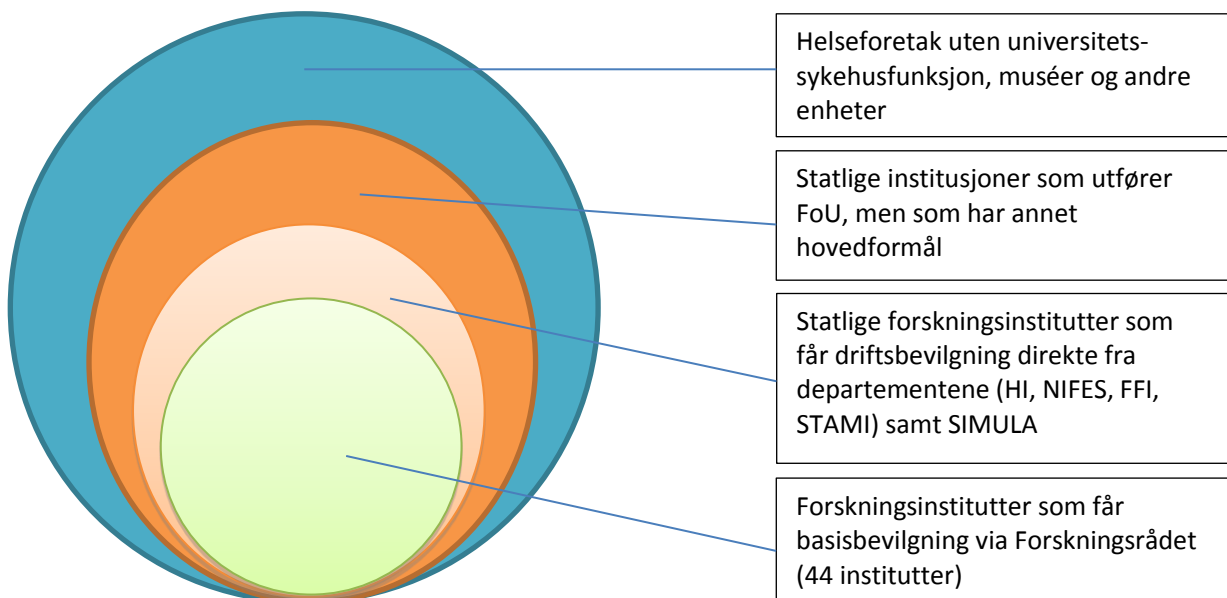 Helseforetak uten universitets-
sykehusfunksjon, muséer og andre
enheter
Statlige institusjoner som utfører
FoU, men som har annet
hovedformål
Statlige forskningsinstitutter som
får driftsbevilgning direkte fra
departementene (HI, NIFES, FFI,
STAMI) samt SIMULA
Forskningsinstitutter som får
basisbevilgning via Forskningsrådet
(44 institutter)